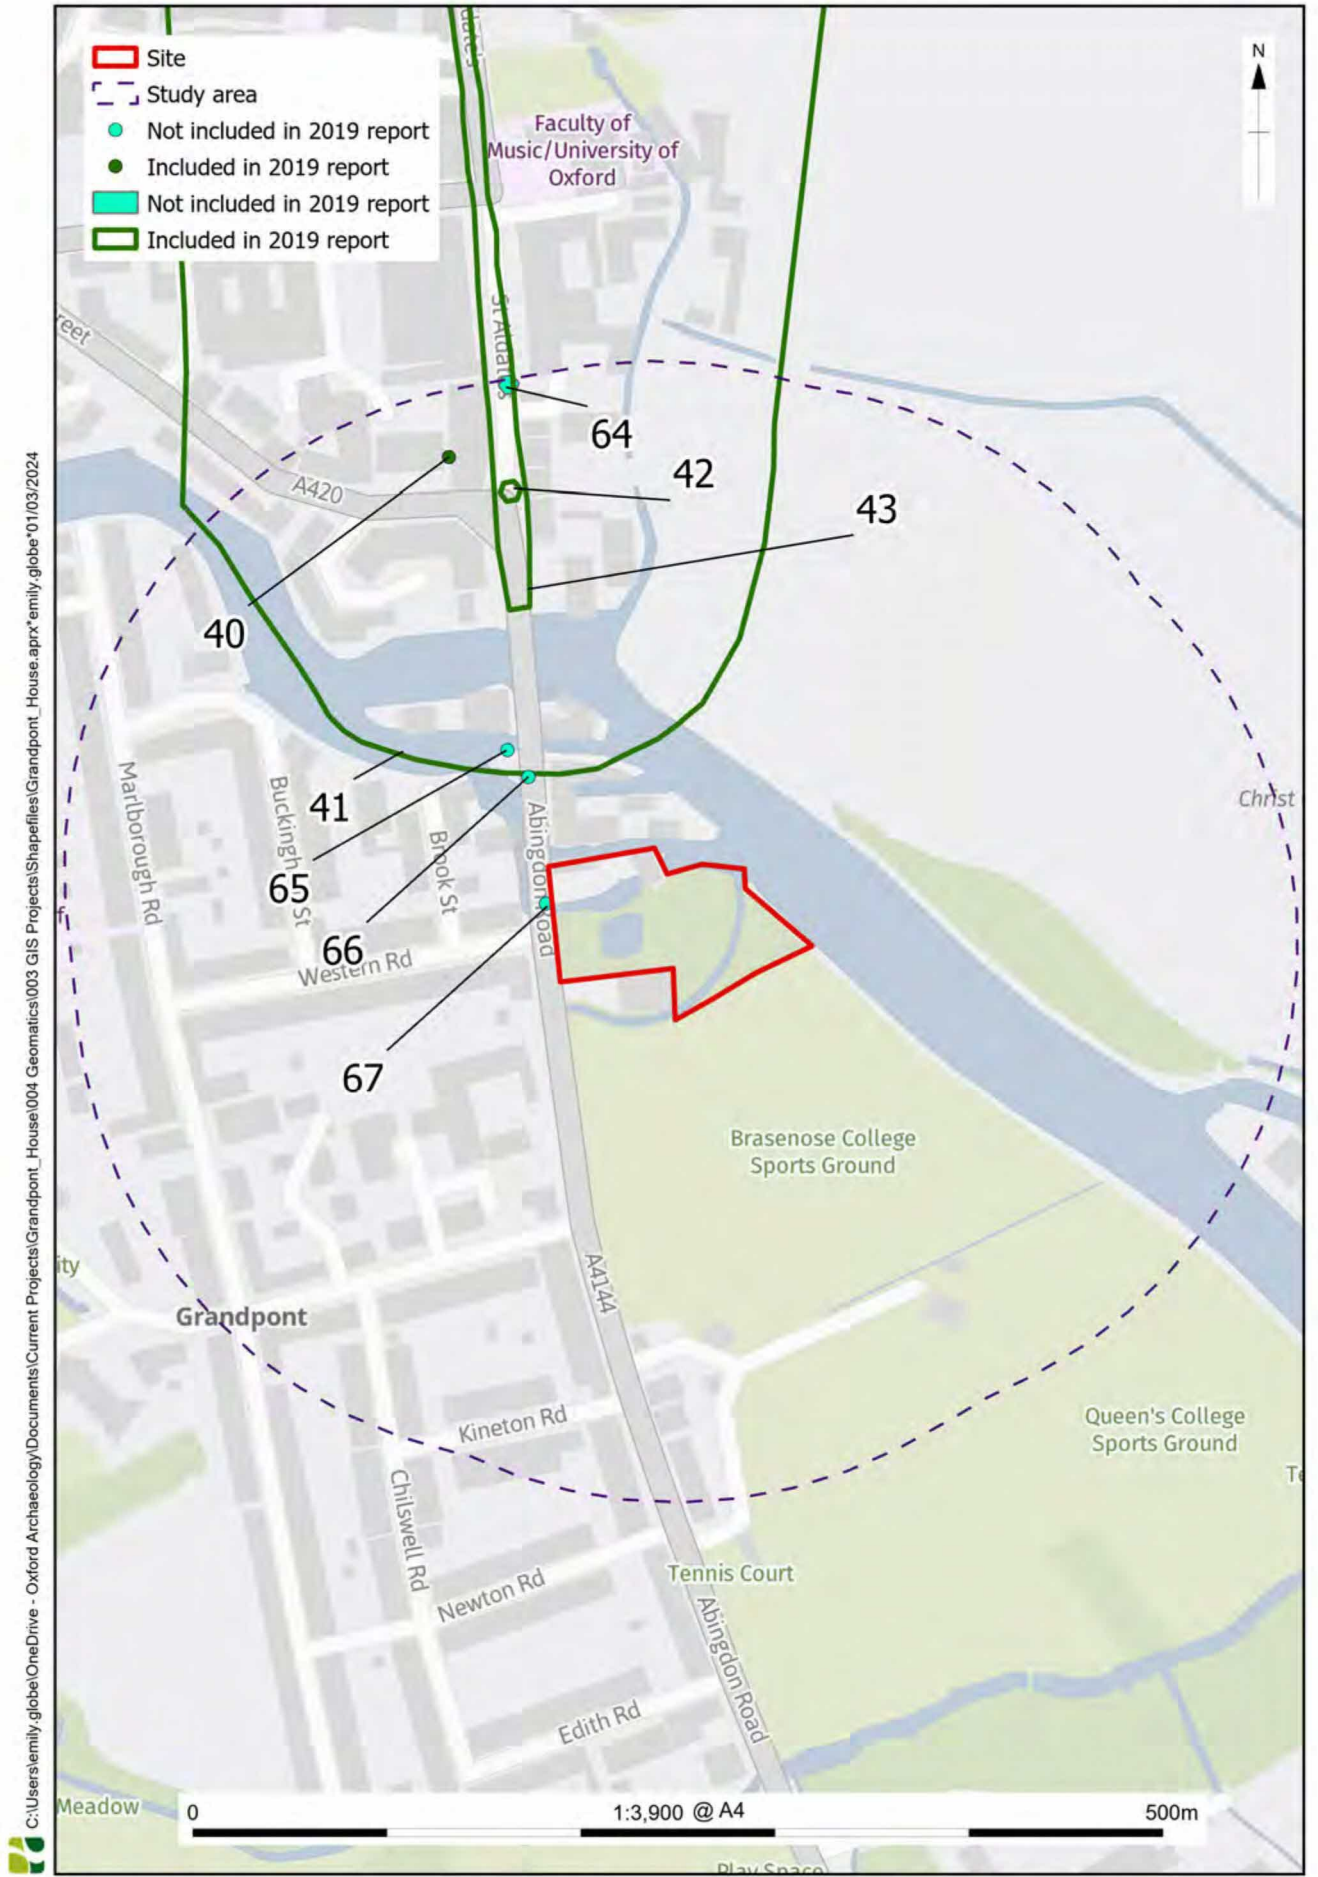 Site
Study area
Not included in 2019 report
Included in 2019 report
Not included in 2019 report
Included in 2019 report
N
Faculty of
Music/University of
Oxford
St Aldate's
64
42
43
A420
40
41
65
66
67
Marlborough Rd
Buckingham St
Brook St
Abingdon Road
Western Rd
Christ
Brasenose College
Sports Ground
A4144
ity
Grandpont
Kineton Rd
Queen's College
Sports Ground
Te
Chilswell Rd
Newton Rd
Tennis Court
Abingdon Road
Edith Rd
Meadow
0
1:3,900 @ A4
500m
Play Space
reet
f
C:\Users\emily.globe\OneDrive - Oxford Archaeology\Documents\Current Projects\Grandpont_House\004 Geomatics\003 GIS Projects\Shapefiles\Grandpont_House.aprx*emily.globe*01/03/2024